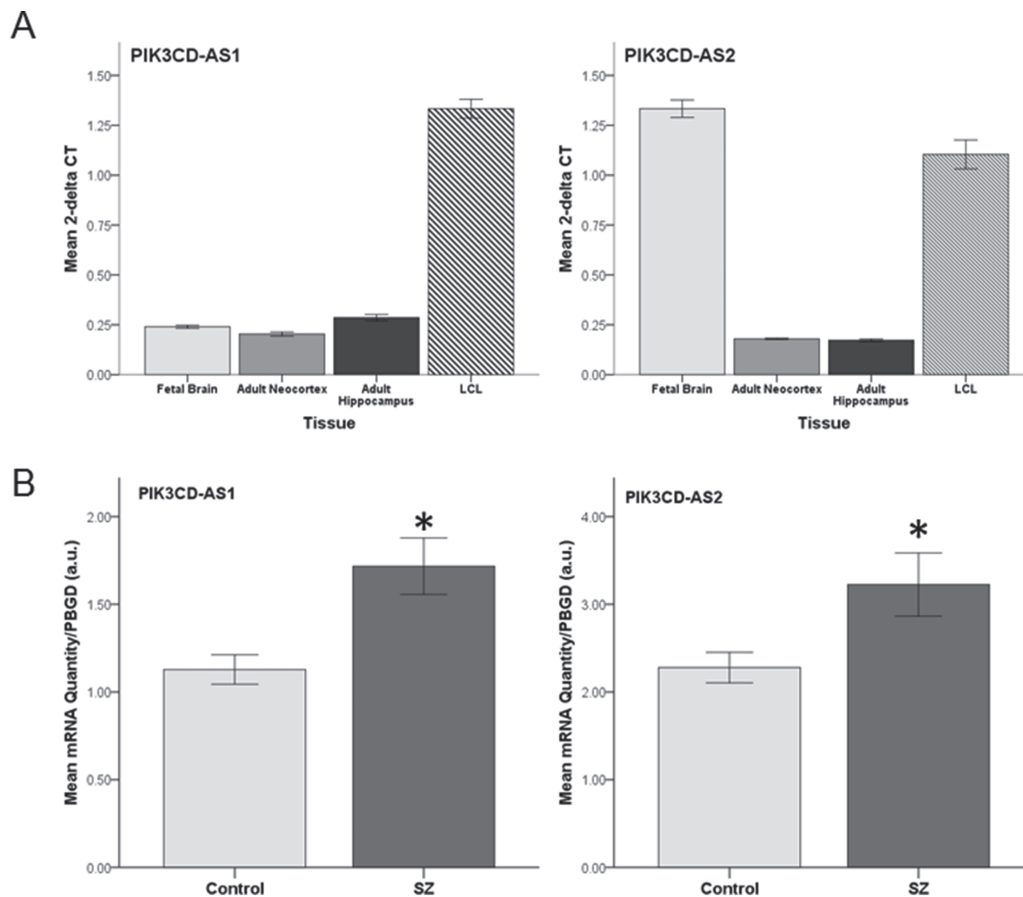 A
PIK3CD-AS1
Mean 2-delta CT
1.50
1.25
1.00
0.75
0.50
0.25
0.00
Fetal Brain
Adult Neocortex
Adult
Hippocampus
LCL
Tissue
PIK3CD-AS2
Mean 2-delta CT
1.50
1.25
1.00
0.75
0.50
0.25
0.00
Fetal Brain
Adult Neocortex
Adult
Hippocampus
LCL
Tissue
B
PIK3CD-AS1
Mean mRNA Quantity/PBGD (a.u.)
2.00
1.50
1.00
0.50
0.00
*
Control
SZ
PIK3CD-AS2
Mean mRNA Quantity/PBGD (a.u.)
4.00
3.00
2.00
1.00
0.00
*
Control
SZ